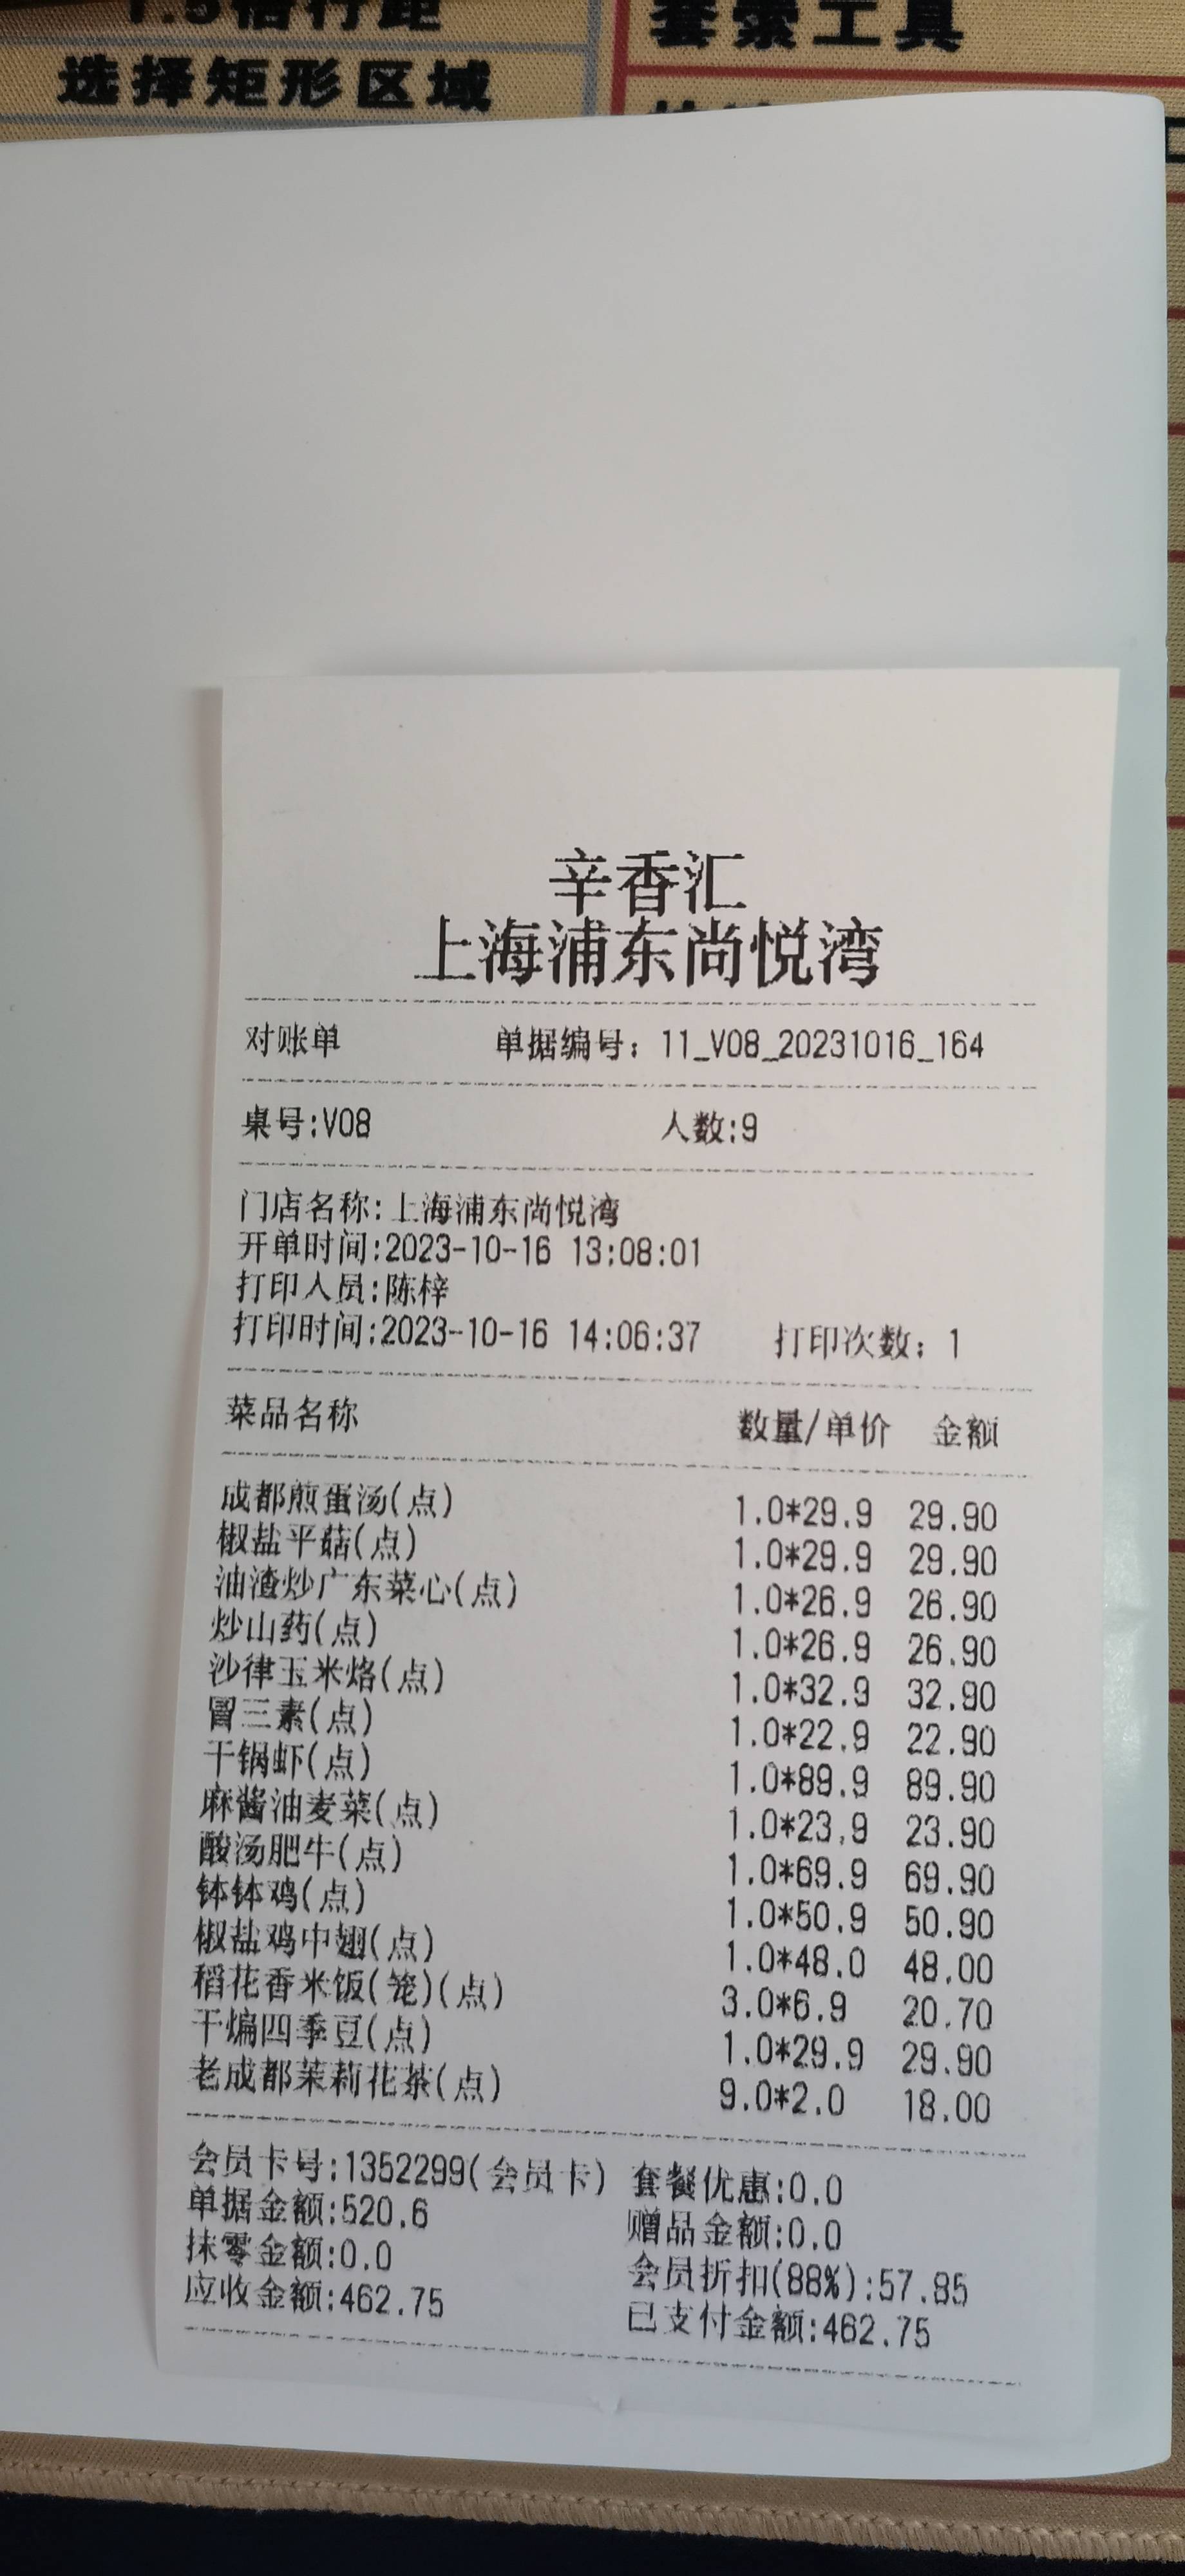 1.5倍行距
套索工具
选择矩形区域
辛香汇
上海浦东尚悦湾
对账单 单据编号：11_V08_20231016_164
桌号:V08 人数:9
门店名称:上海浦东尚悦湾
开单时间:2023-10-16 13:08:01
打印人员:陈梓
打印时间:2023-10-16 14:06:37 打印次数：1
菜品名称 数量/单价 金额
成都煎蛋汤(点) 1.0*29.9 29.90
椒盐平菇(点) 1.0*29.9 29.90
油渣炒广东菜心(点) 1.0*26.9 26.90
炒山药(点) 1.0*26.9 26.90
沙律玉米烙(点) 1.0*32.9 32.90
冒三素(点) 1.0*22.9 22.90
干锅虾(点) 1.0*89.9 89.90
麻酱油麦菜(点) 1.0*23.9 23.90
酸汤肥牛(点) 1.0*69.9 69.90
钵钵鸡(点) 1.0*50.9 50.90
椒盐鸡中翅(点) 1.0*48.0 48.00
稻花香米饭(笼)(点) 3.0*6.9 20.70
干煸四季豆(点) 1.0*29.9 29.90
老成都茉莉花茶(点) 9.0*2.0 18.00
会员卡号:1352299(会员卡) 套餐优惠:0.0
单据金额:520.6 赠品金额:0.0
抹零金额:0.0 会员折扣(88%):57.85
应收金额:462.75 已支付金额:462.75